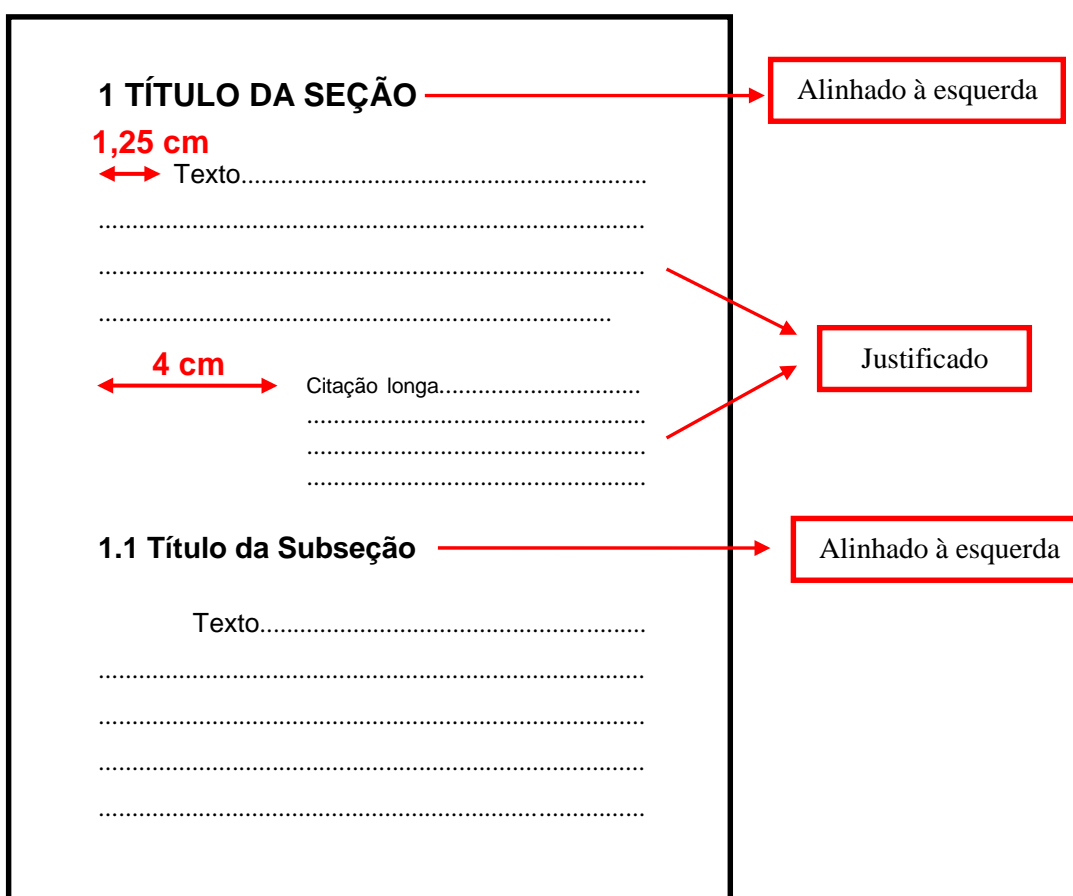 1 TÍTULO DA SEÇÃO
Alinhado à esquerda
1,25 cm
Texto..............................................................
....................................................................................
....................................................................................
...............................................................................
4 cm
Justificado
Citação longa...............................
....................................................
....................................................
....................................................
1.1 Título da Subseção
Alinhado à esquerda
Texto...........................................................
....................................................................................
....................................................................................
....................................................................................
....................................................................................